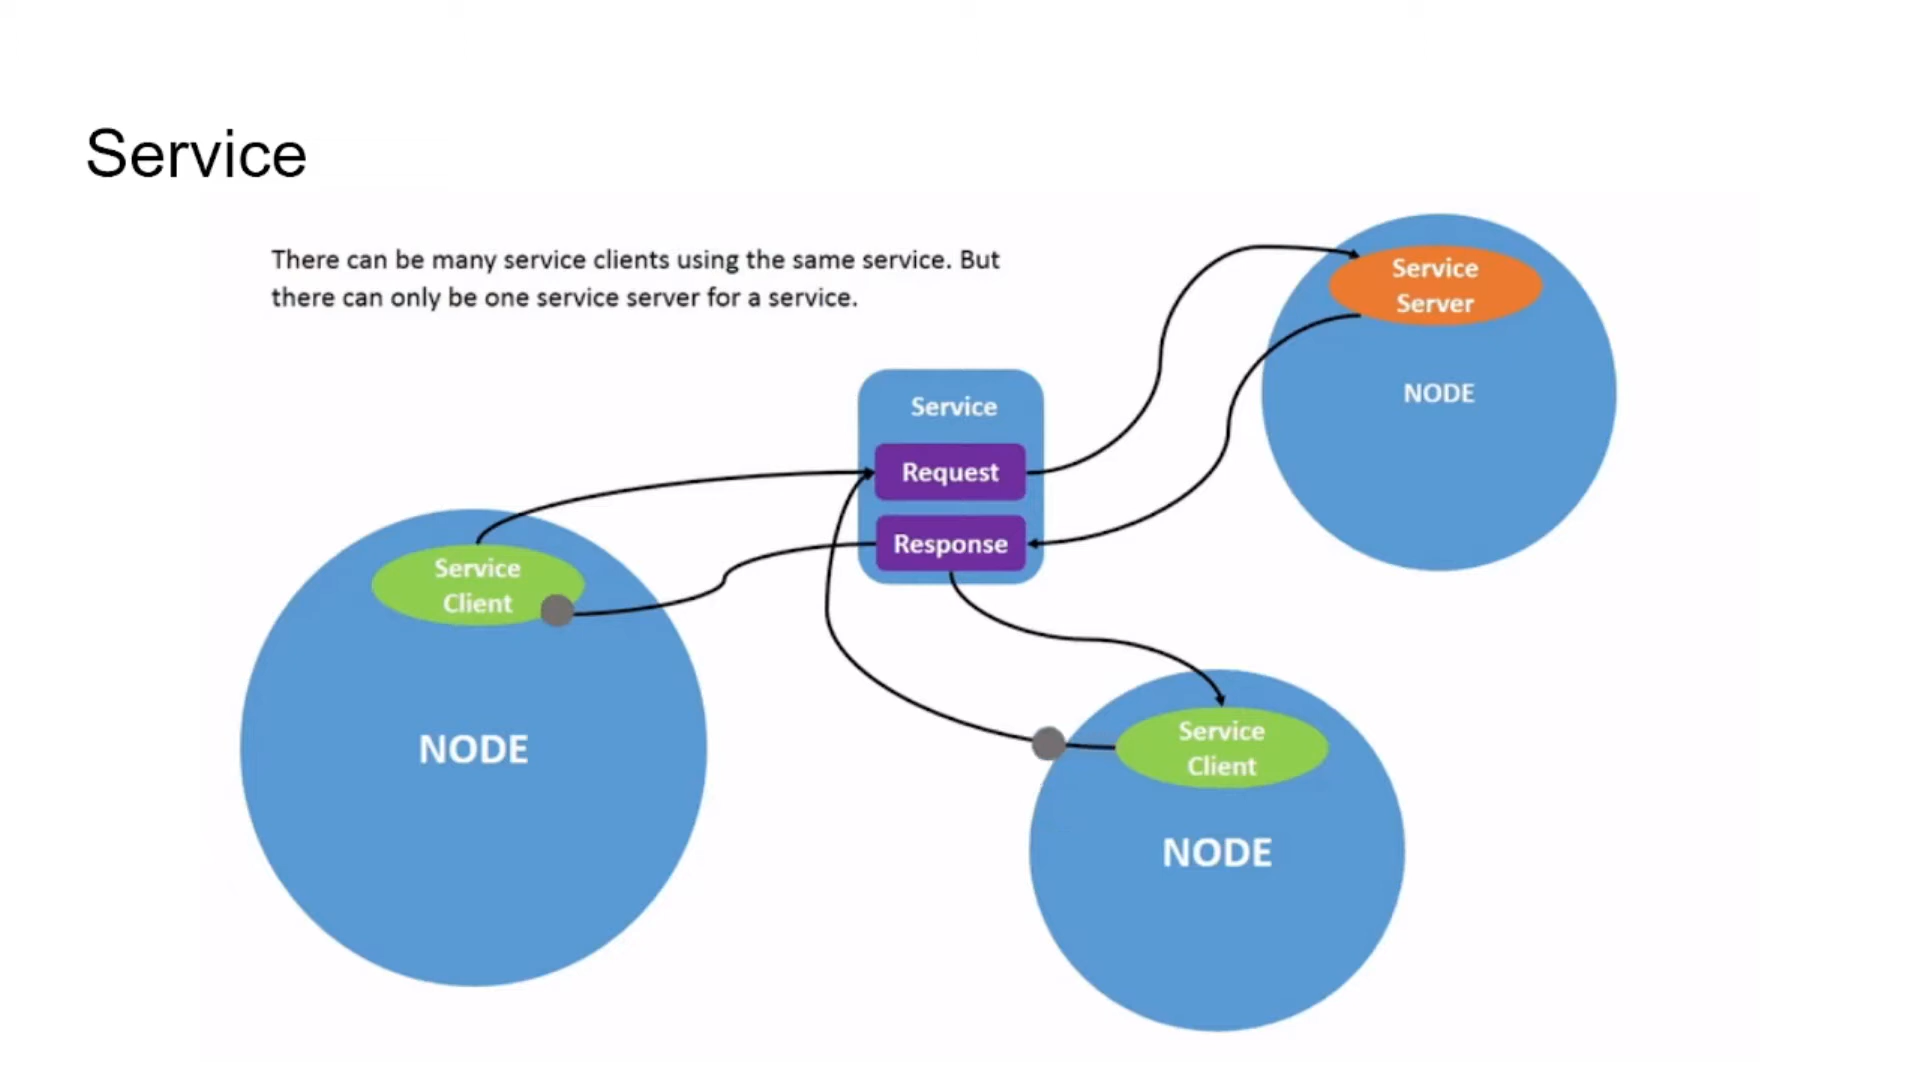 Service
There can be many service clients using the same service. But
there can only be one service server for a service.
Service
Server
NODE
Service
Request
Response
Service
Client
NODE
Service
Client
NODE